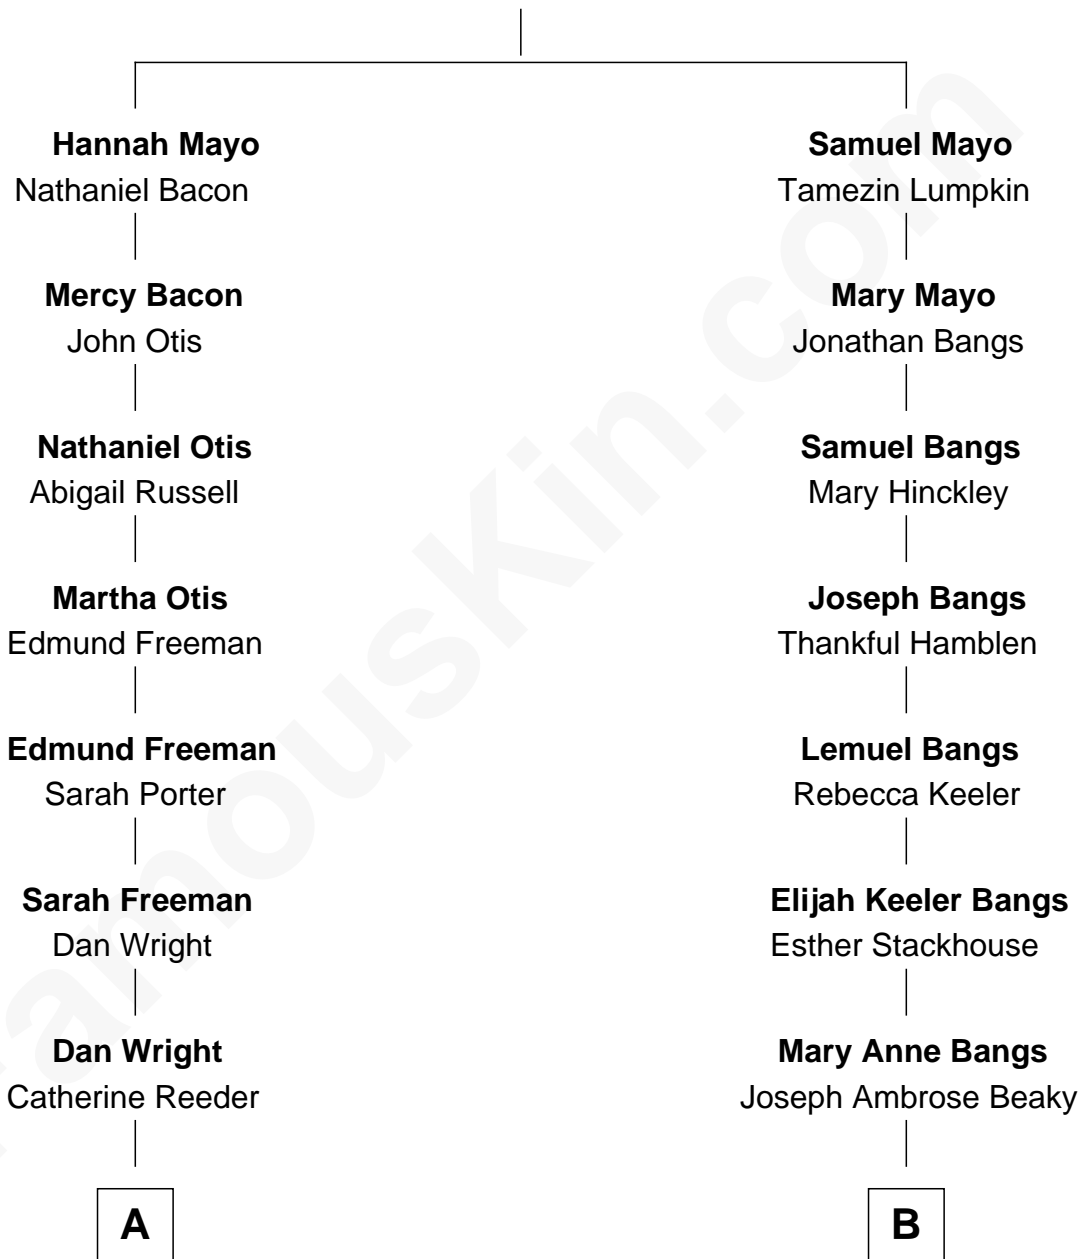 Hannah Mayo
Nathaniel Bacon
Mercy Bacon
John Otis
Nathaniel Otis
Abigail Russell
Martha Otis
Edmund Freeman
Edmund Freeman
Sarah Porter
Sarah Freeman
Dan Wright
Dan Wright
Catherine Reeder
A
Samuel Mayo
Tamezin Lumpkin
Mary Mayo
Jonathan Bangs
Samuel Bangs
Mary Hinckley
Joseph Bangs
Thankful Hamblen
Lemuel Bangs
Rebecca Keeler
Elijah Keeler Bangs
Esther Stackhouse
Mary Anne Bangs
Joseph Ambrose Beaky
B
FamousKin.com